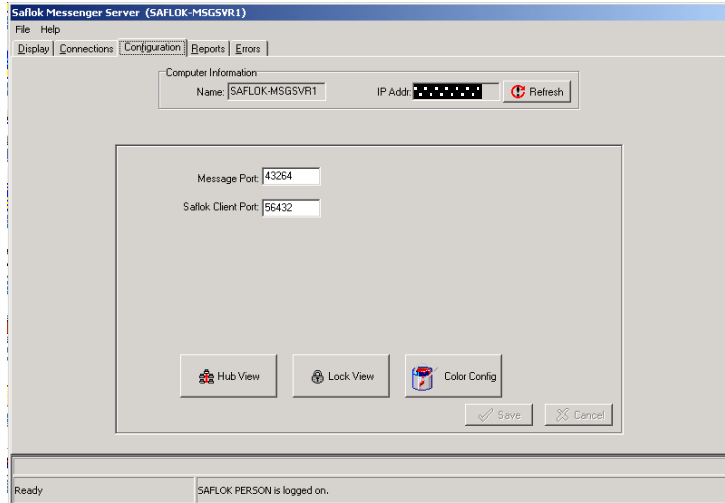 Saflok Messenger Server (SAFLOK-MSGSVR1)
File Help
Display Connections Configuration Reports Errors
Computer Information
Name: SAFLOK-MSGSVR1 IP Addr: Refresh
Message Port: 43264
Saflok Client Port: 56432
Hub View Lock View Color Config
Save Cancel
Ready SAFLOK PERSON is logged on.